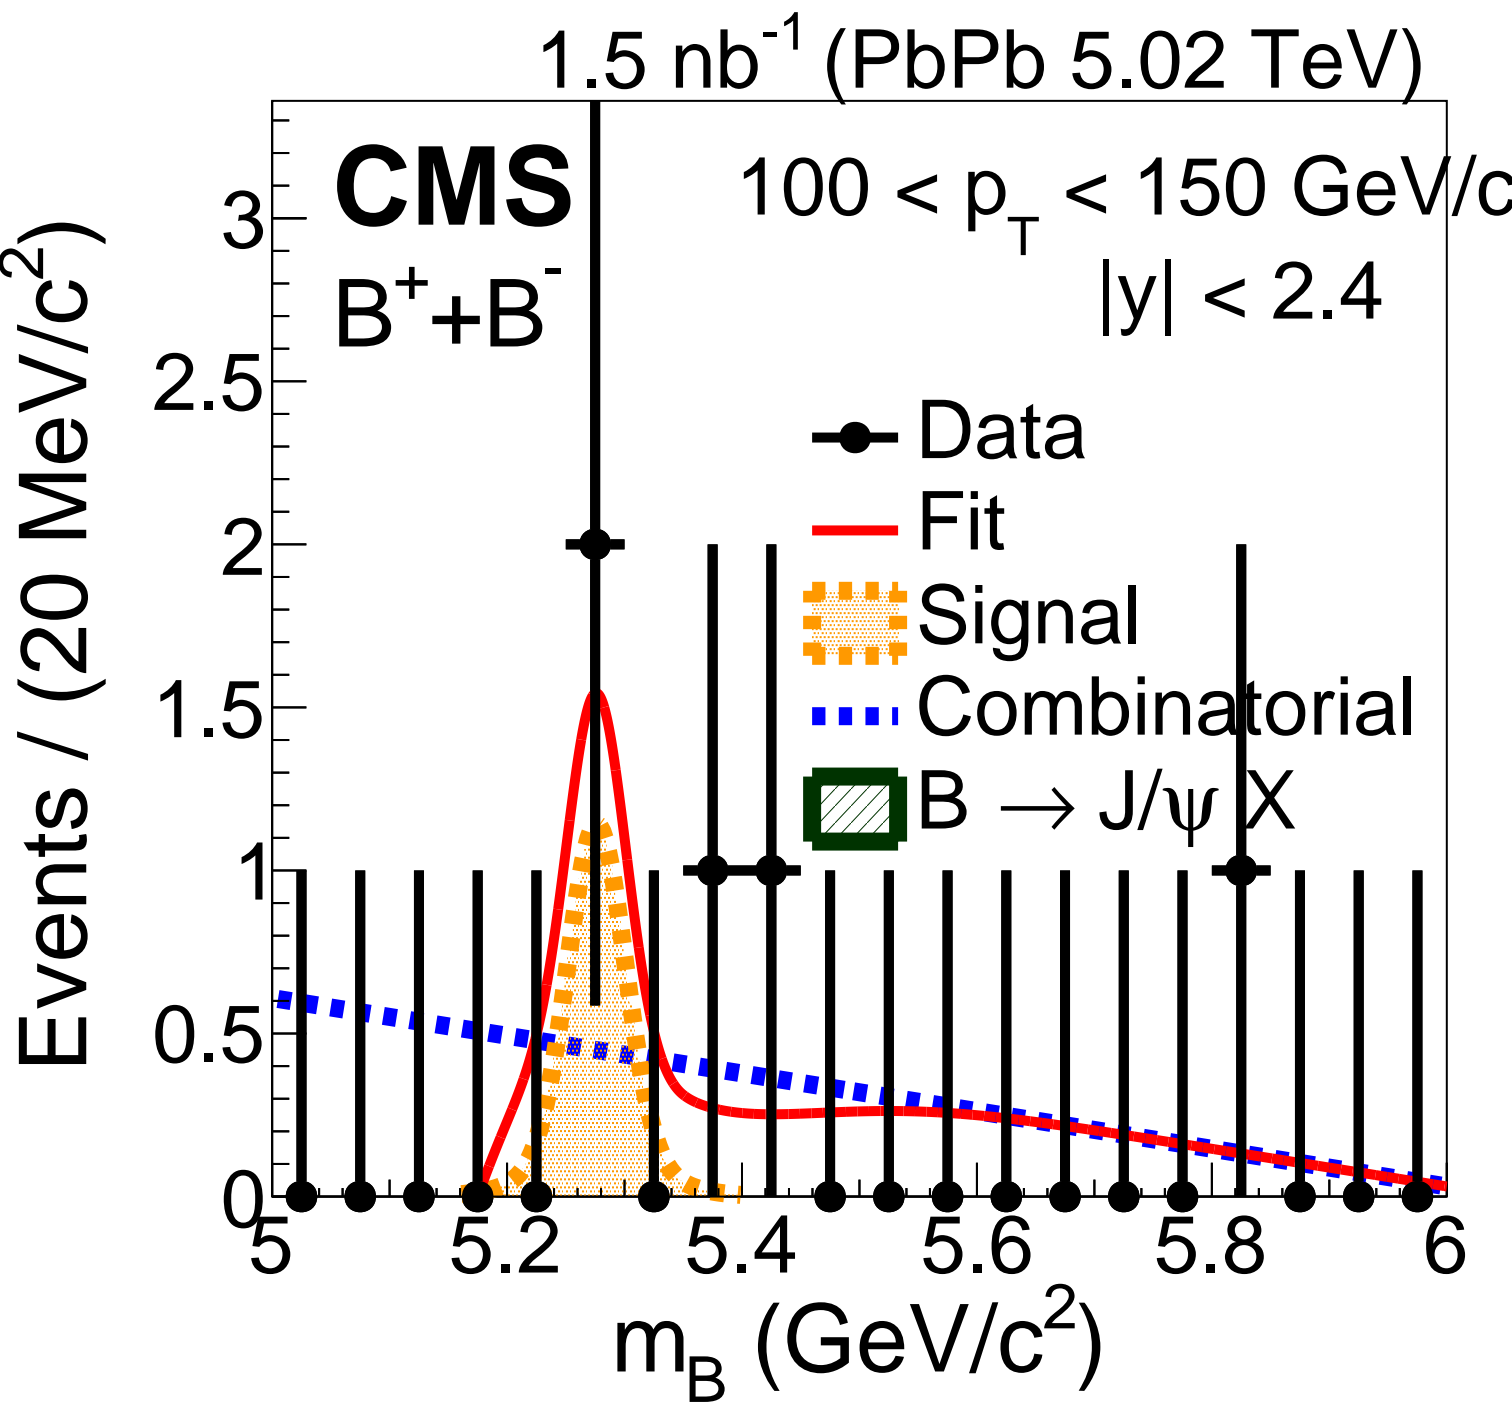 1.5 nb⁻¹ (PbPb 5.02 TeV)
CMS
100 < p_T < 150 GeV/c
B⁺+B⁻
|y| < 2.4
Data
Fit
Signal
Combinatorial
B → J/ψ X
Events / (20 MeV/c²)
3
2.5
2
1.5
1
0.5
0
5 5.2 5.4 5.6 5.8 6
m_B (GeV/c²)